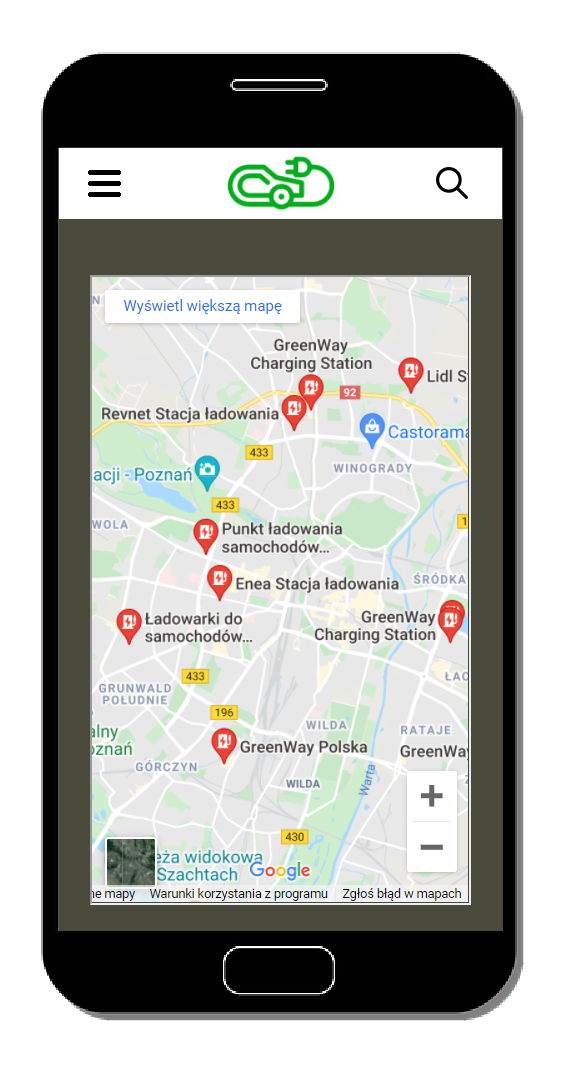 N
Wyświetl większą mapę
GreenWay
Charging Station
Lidl S
92
Revnet Stacja ładowania
Castorama
433
WINOGRADY
acji - Poznań
433
WOLA
1
Punkt ładowania
samochodów...
Enea Stacja ładowania
ŚRÓDKA
Ładowarki do
samochodów...
GreenWay
Charging Station
433
ŁAC
GRUNWALD
POŁUDNIE
196
WILDA
RATAJE
alny
oznań
GreenWay Polska
GreenWay
GÓRCZYN
WILDA
Warta
+
−
430
eża widokowa
Szachtach
Google
ne mapy
Warunki korzystania z programu
Zgłoś błąd w mapach